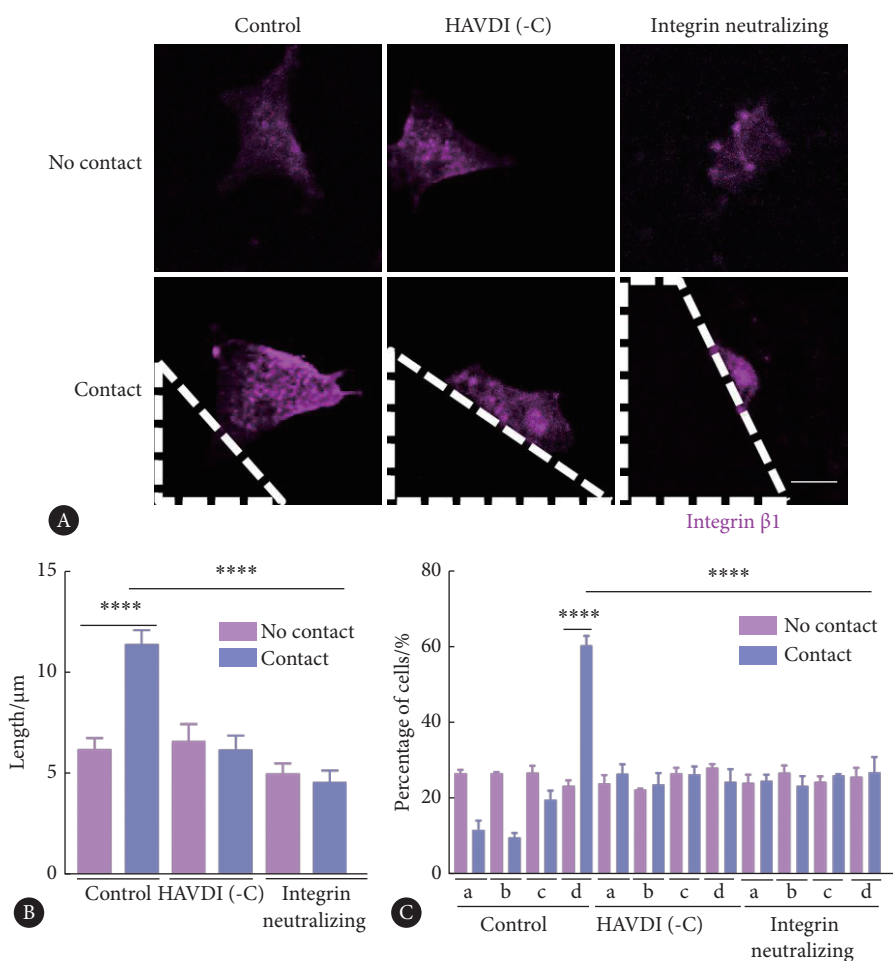 Control HAVDI (-C) Integrin neutralizing
No contact
Contact
A
Integrin β1
15
10
5
0
Length/μm
****
****
No contact
Contact
Control HAVDI (-C) Integrin
neutralizing
B
80
60
40
20
0
Percentage of cells/%
****
****
No contact
Contact
a b c d a b c d a b c d
Control HAVDI (-C) Integrin
neutralizing
C